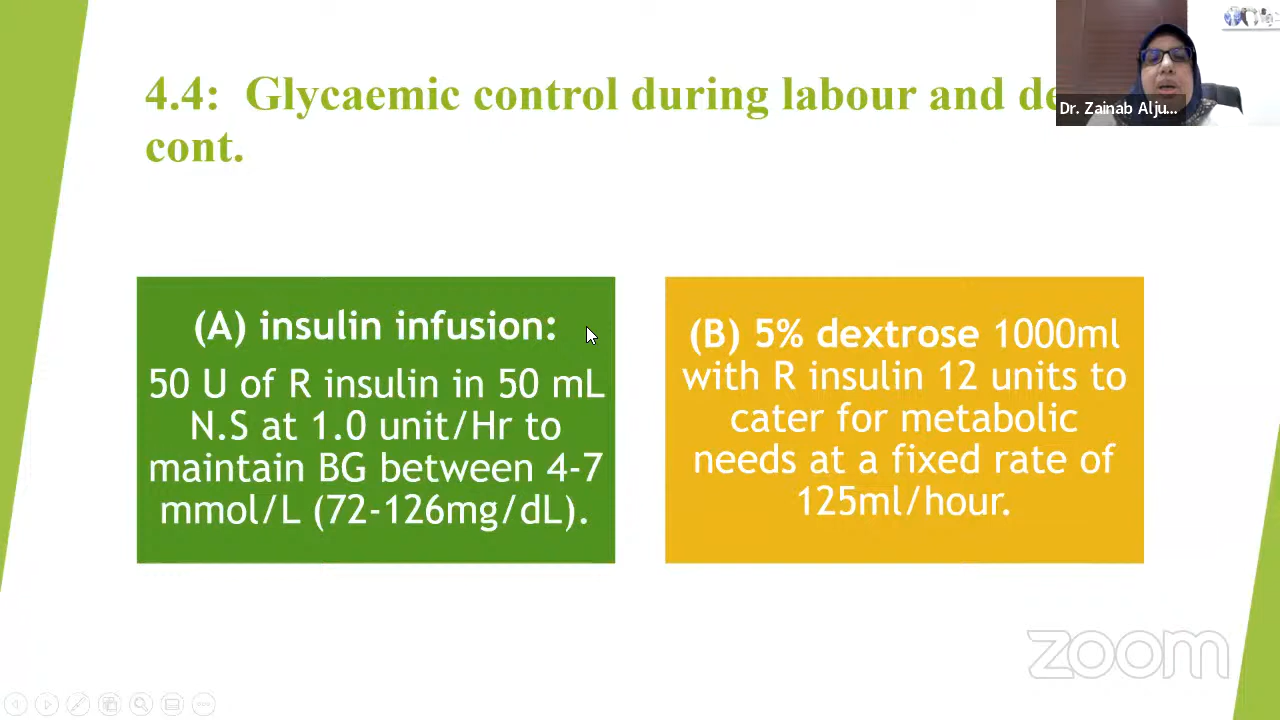 4.4: Glycaemic control during labour and de
cont.
Dr. Zainab Alju...
(A) insulin infusion:
50 U of R insulin in 50 mL
N.S at 1.0 unit/Hr to
maintain BG between 4-7
mmol/L (72-126mg/dL).
(B) 5% dextrose 1000ml
with R insulin 12 units to
cater for metabolic
needs at a fixed rate of
125ml/hour.
zoom